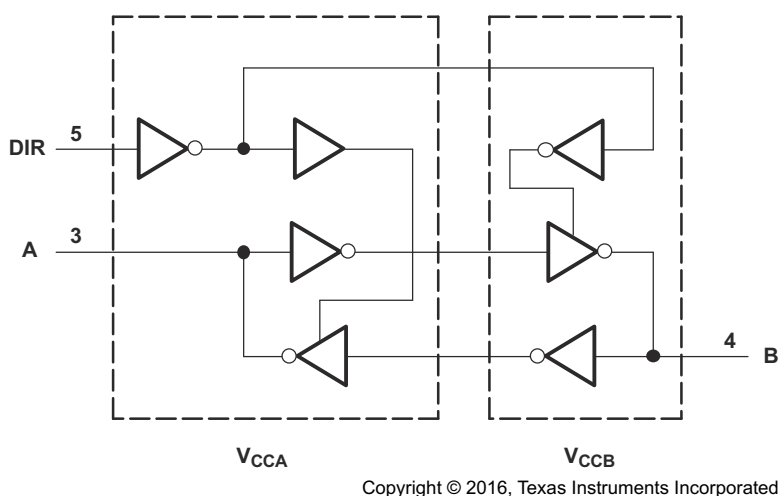 DIR 5
A 3
4 B
VCCA
VCCB
Copyright © 2016, Texas Instruments Incorporated